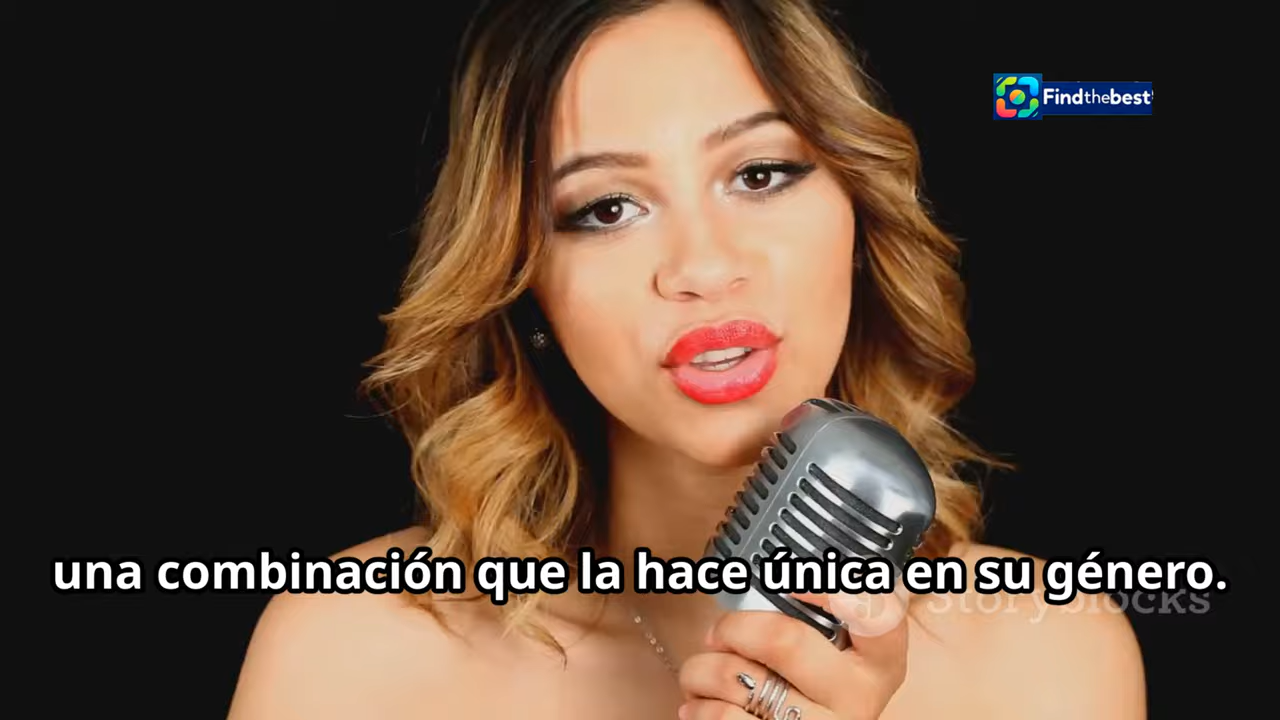 Findthebest
una combinación que la hace única en su género.
Storyblocks